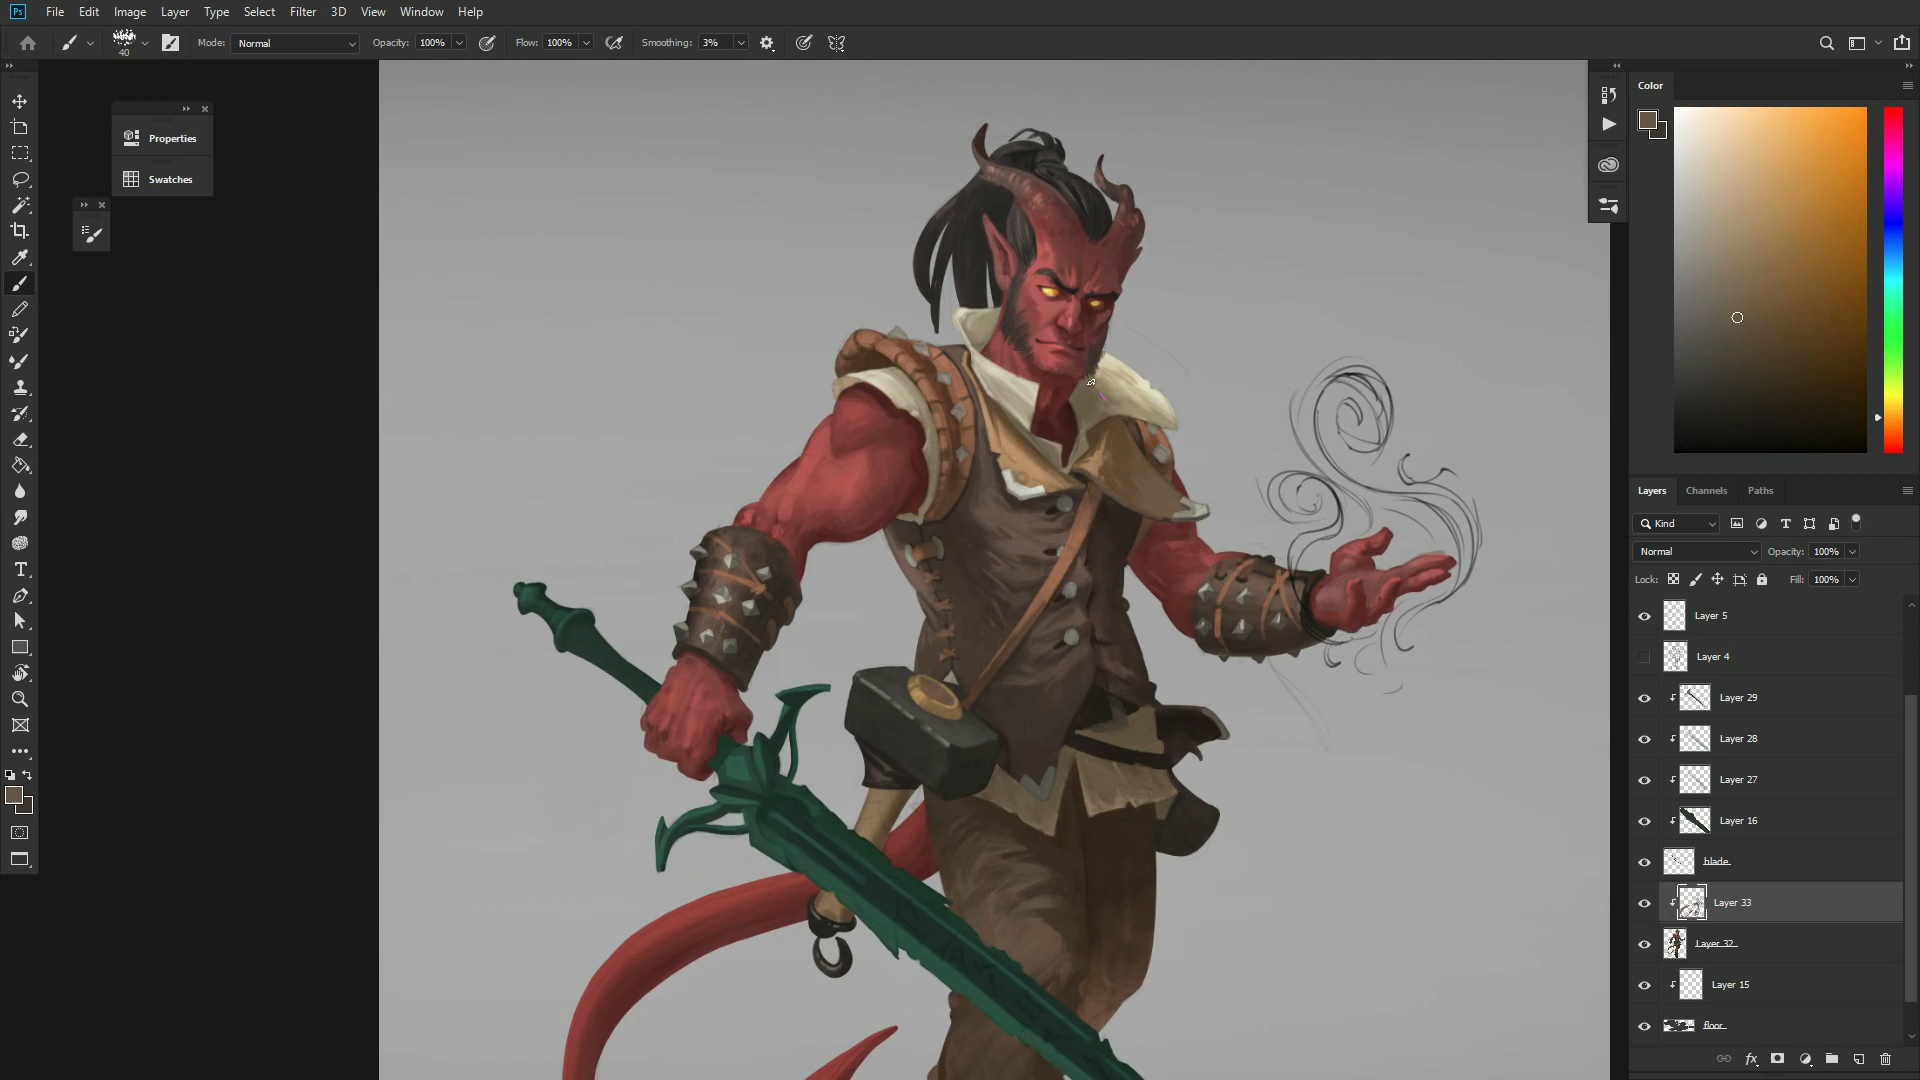 Ps File Edit Image Layer Type Select Filter 3D View Window Help
40 Mode: Normal Opacity: 100% Flow: 100% Smoothing: 3%
Properties
Swatches
Color
Layers Channels Paths
Kind
Normal Opacity: 100%
Lock: Fill: 100%
Layer 5
Layer 4
Layer 29
Layer 28
Layer 27
Layer 16
blade
Layer 33
Layer 32
Layer 15
floor
fx